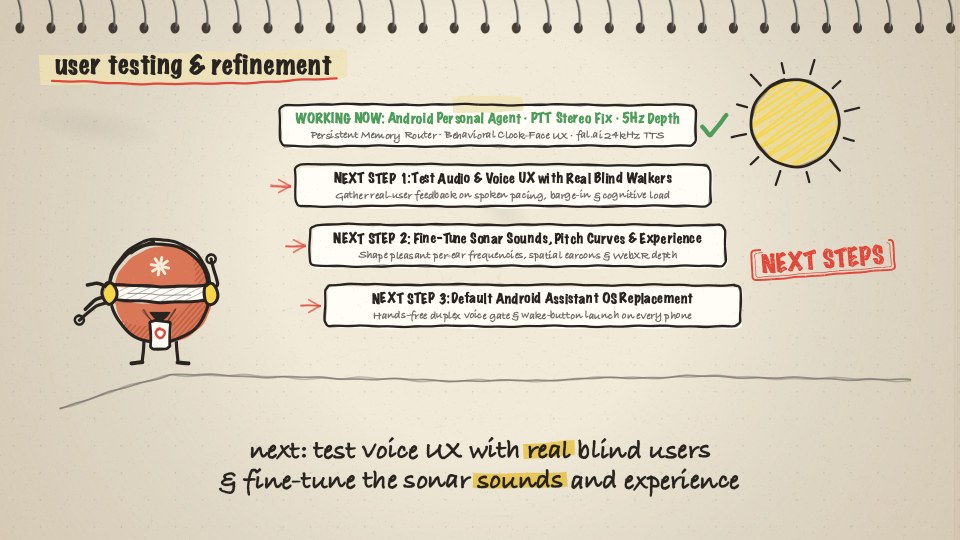 user testing & refinement
WORKING NOW: Android Personal Agent · PTT Stereo Fix · 5Hz Depth
Persistent Memory Router · Behavioral Clock-Face UX · fal.ai 24kHz TTS
NEXT STEP 1: Test Audio & Voice UX with Real Blind Walkers
Gather real-user feedback on spoken pacing, barge-in & cognitive load
NEXT STEP 2: Fine-Tune Sonar Sounds, Pitch Curves & Experience
Shape pleasant per-ear frequencies, spatial earcons & WebXR depth
NEXT STEPS
NEXT STEP 3: Default Android Assistant OS Replacement
Hands-free duplex voice gate & wake-button launch on every phone
next: test voice UX with real blind users
& fine-tune the sonar sounds and experience